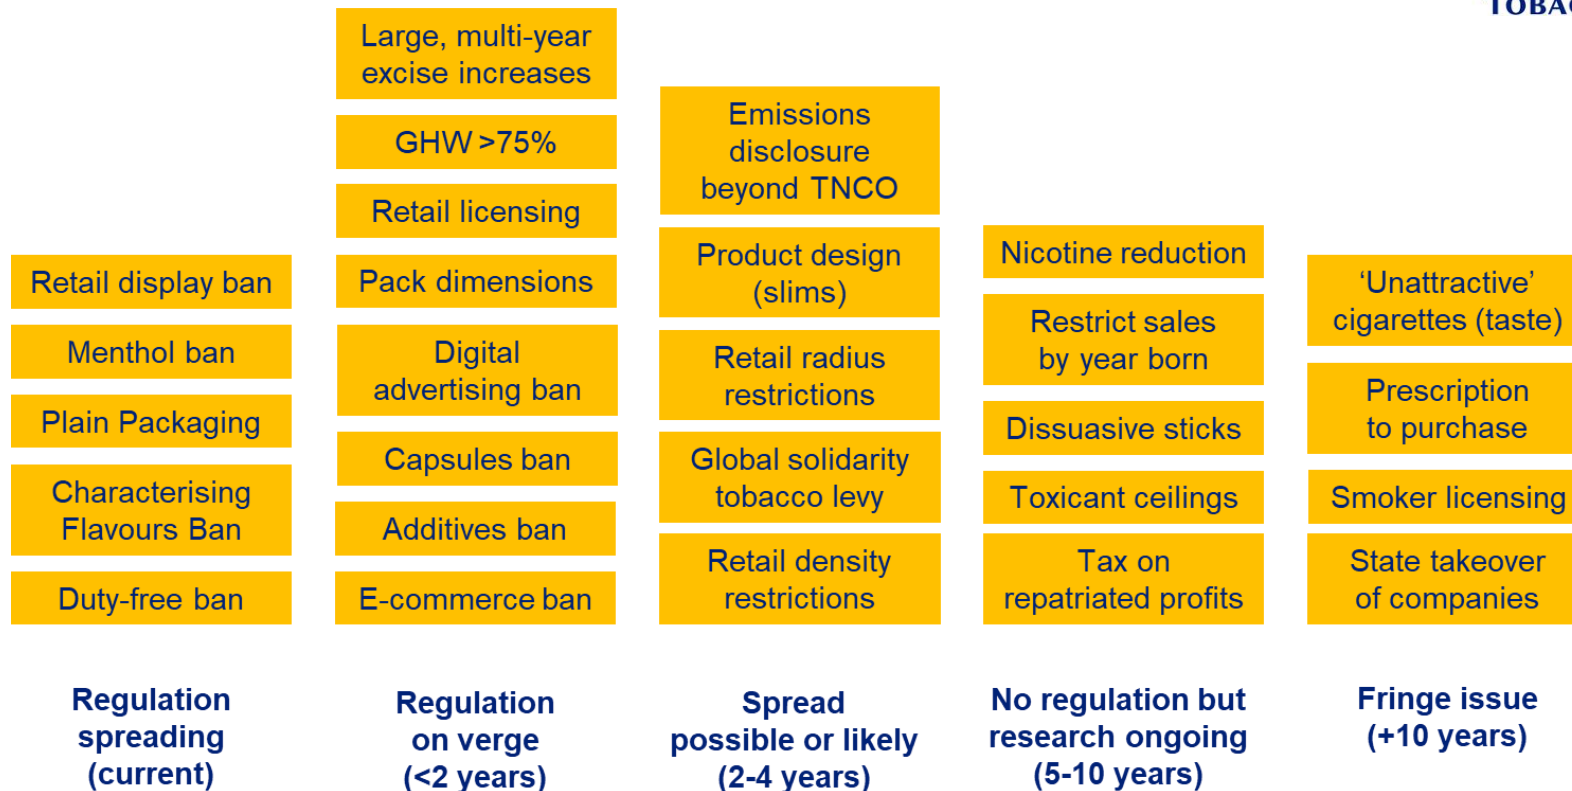 TOBAC
Retail display ban
Menthol ban
Plain Packaging
Characterising
Flavours Ban
Duty-free ban
Regulation
spreading
(current)
Large, multi-year
excise increases
GHW >75%
Retail licensing
Pack dimensions
Digital
advertising ban
Capsules ban
Additives ban
E-commerce ban
Regulation
on verge
(<2 years)
Emissions
disclosure
beyond TNCO
Product design
(slims)
Retail radius
restrictions
Global solidarity
tobacco levy
Retail density
restrictions
Spread
possible or likely
(2-4 years)
Nicotine reduction
Restrict sales
by year born
Dissuasive sticks
Toxicant ceilings
Tax on
repatriated profits
No regulation but
research ongoing
(5-10 years)
‘Unattractive’
cigarettes (taste)
Prescription
to purchase
Smoker licensing
State takeover
of companies
Fringe issue
(+10 years)